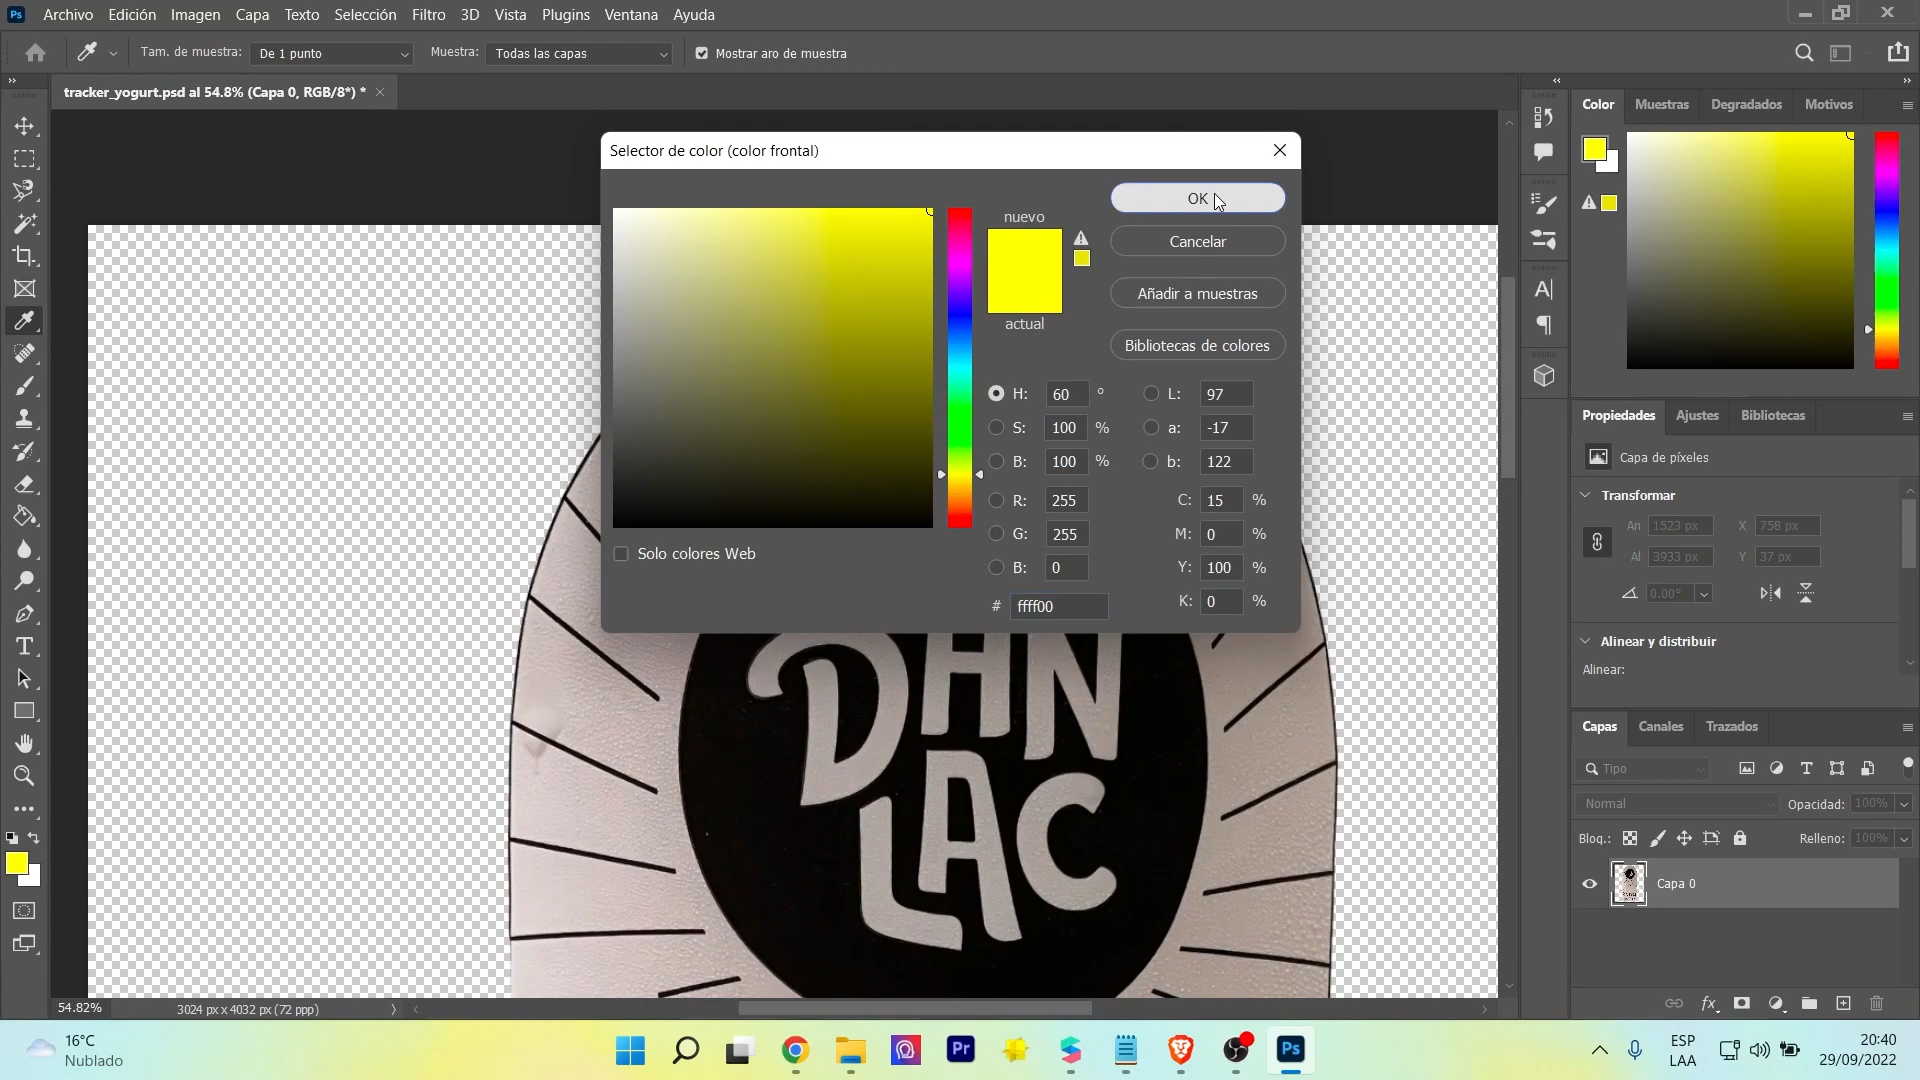 Ps Archivo Edición Imagen Capa Texto Selección Filtro 3D Vista Plugins Ventana Ayuda
Tam. de muestra: De 1 punto Muestra: Todas las capas Mostrar aro de muestra
tracker_yogurt.psd al 54.8% (Capa 0, RGB/8*) *
Color Muestras Degradados Motivos
Selector de color (color frontal)
OK
nuevo
Cancelar
Añadir a muestras
actual
Bibliotecas de colores
H: 60 ° L: 97
S: 100 % a: -17
B: 100 % b: 122
R: 255 C: 15 %
G: 255 M: 0 %
B: 0 Y: 100 %
# ffff00 K: 0 %
Solo colores Web
Propiedades Ajustes Bibliotecas
Capa de píxeles
Transformar
An 1523 px X 758 px
Al 3933 px Y 37 px
0.00°
Alinear y distribuir
Alinear:
DAN
LAC
Capas Canales Trazados
Tipo
Normal Opacidad: 100%
Bloq.: Relleno: 100%
Capa 0
54.82% 3024 px x 4032 px (72 ppp)
16°C
Nublado
Pr
Ps
ESP
LAA
20:40
29/09/2022